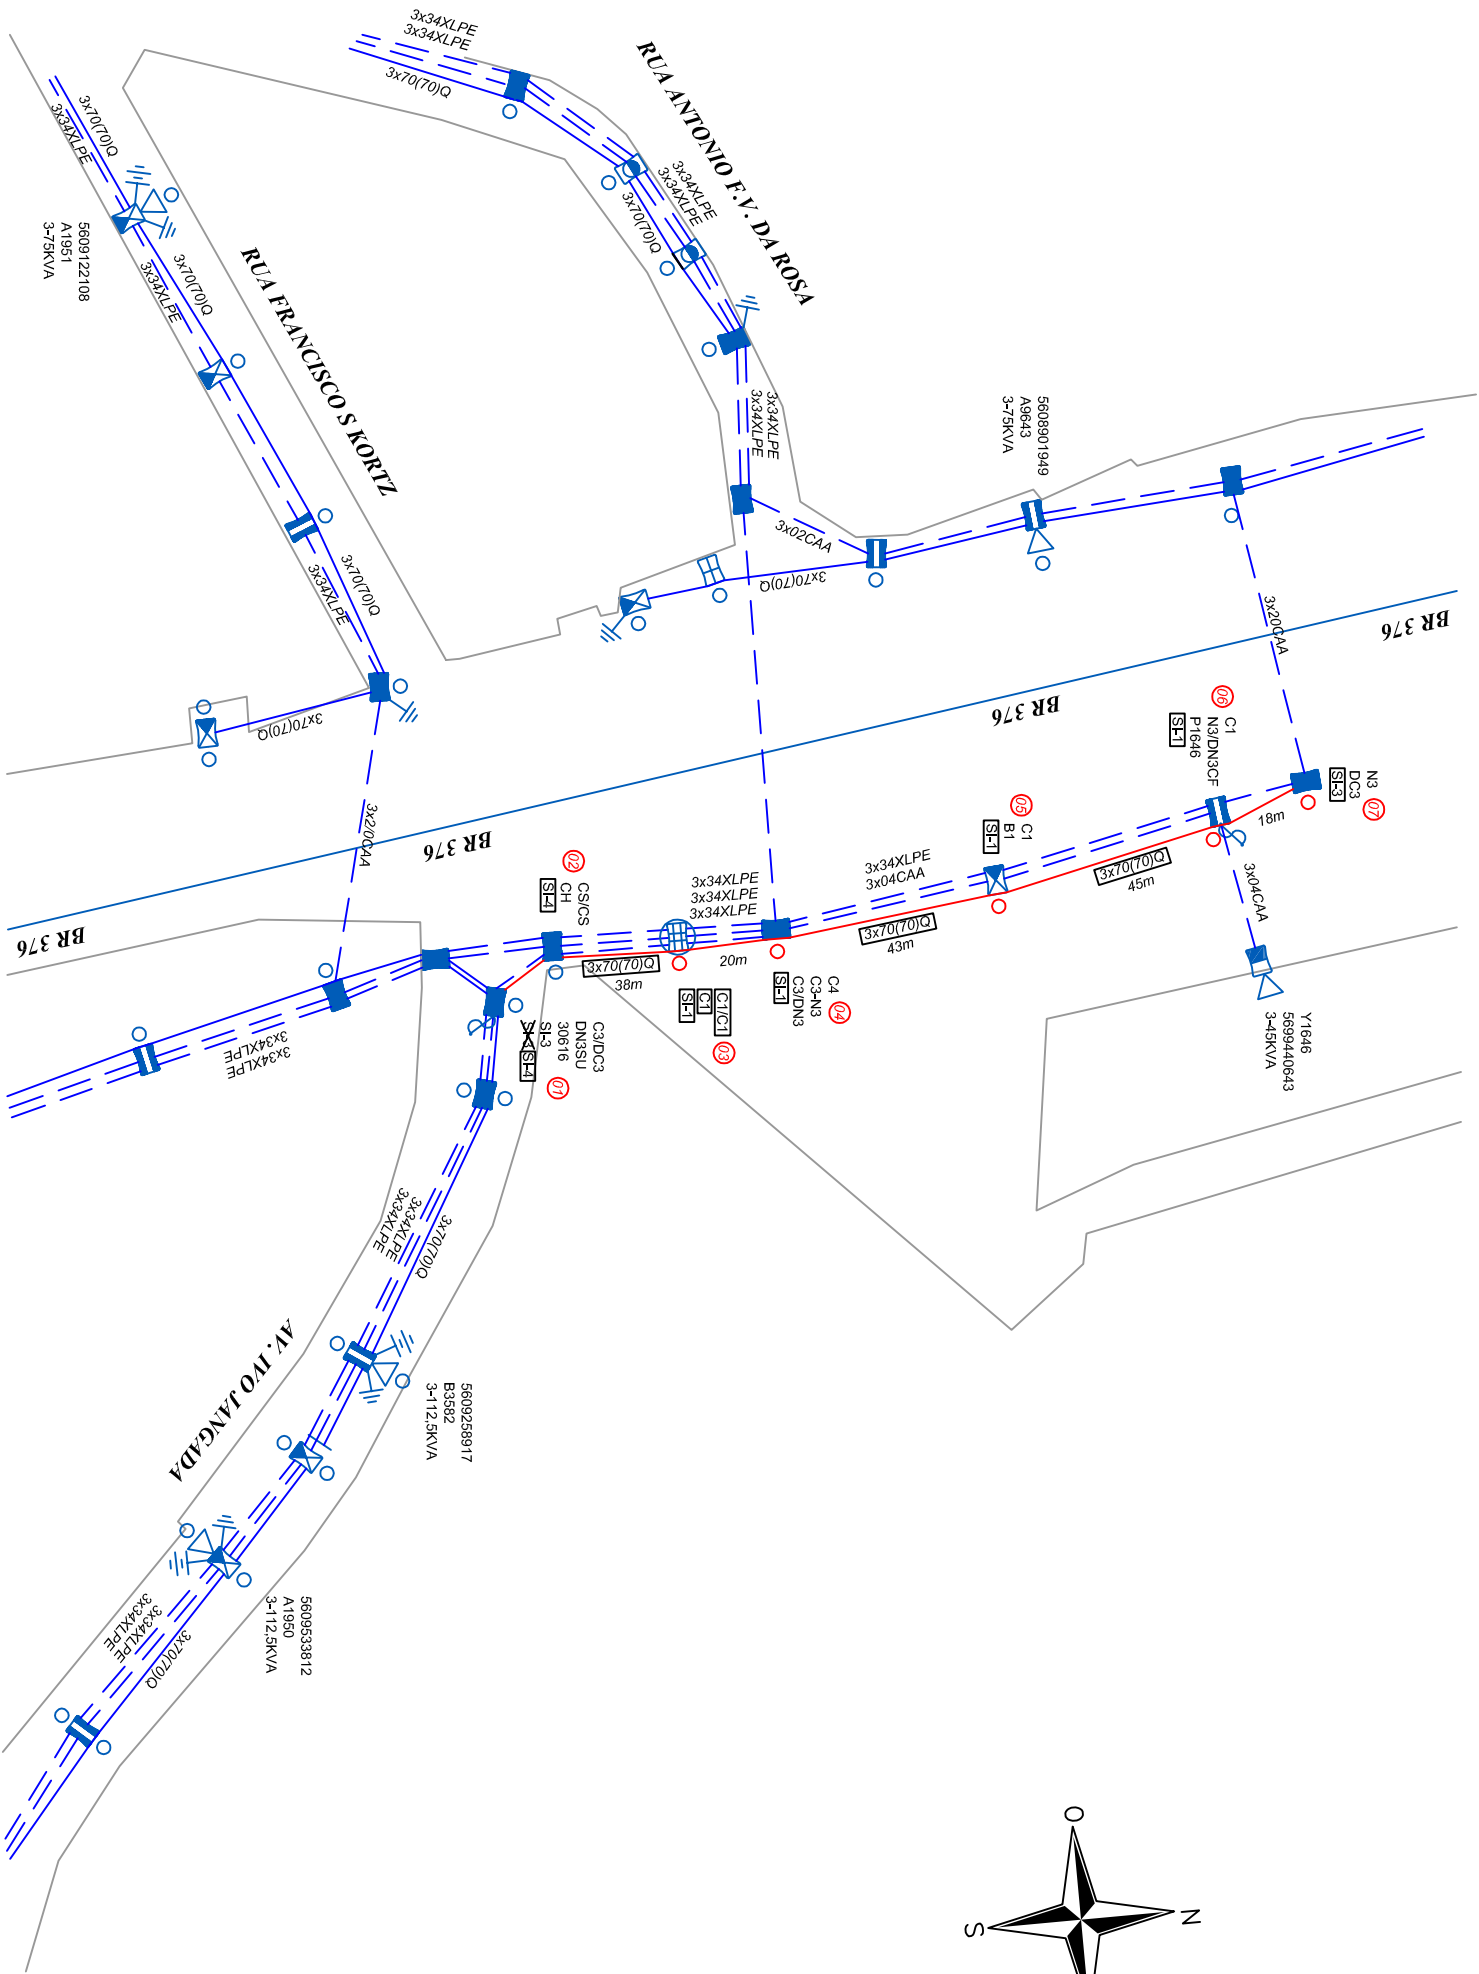 3x34XLPE
3x34XLPE
3x70(70)Q
RUA ANTONIO F.V. DA ROSA
3x34XLPE
3x34XLPE
3x70(70)Q
3x70(70)Q
3x34XLPE
5609122108
A1951
3-75KVA
3x70(70)Q
3x34XLPE
RUA FRANCISCO S KORTZ
3x70(70)Q
3x34XLPE
3x34XLPE
3x34XLPE
5608901949
A9643
3-75KVA
3x02CAA
3x70(70)Q
3x20CAA
BR 376
BR 376
BR 376
BR 376
3x70(70)Q
3x2/0CAA
06
C1
N3/DN3CF
P1646
SI-1
N3
DC3
SI-3
07
18m
05
C1
B1
SI-1
3x70(70)Q
45m
3x04CAA
3x34XLPE
3x04CAA
3x70(70)Q
43m
02
CS/CS
CH
SI-4
3x34XLPE
3x34XLPE
3x34XLPE
20m
3x70(70)Q
38m
C4
C3-N3
C3/DN3
SI-1
04
C1/C1
C1
SI-1
03
C3/DC3
DN3SU
30616
SI-3
SI-3
SI-4
01
Y1646
5699440643
3-45KVA
3x34XLPE
3x34XLPE
3x34XLPE
3x34XLPE
3x70(70)Q
AV. IVO JANGADA
5609258917
B3582
3-112,5KVA
5609533812
A1950
3-112,5KVA
3x34XLPE
3x34XLPE
3x70(70)Q
O
N
S